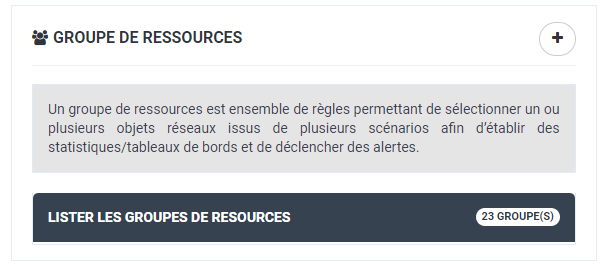 GROUPE DE RESSOURCES
Un groupe de ressources est ensemble de règles permettant de sélectionner un ou
plusieurs objets réseaux issus de plusieurs scénarios afin d’établir des
statistiques/tableaux de bords et de déclencher des alertes.
LISTER LES GROUPES DE RESOURCES 23 GROUPE(S)